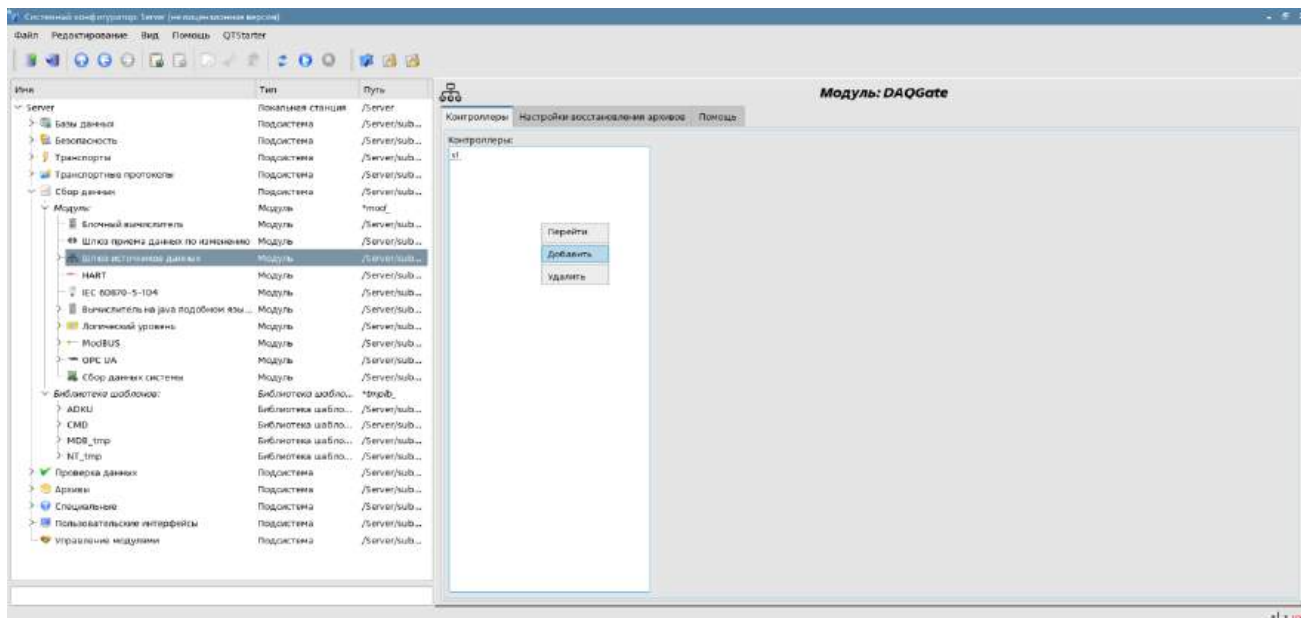 Системный конфигуратор: Server (не лицензионная версия)
Файл Редактирование Вид Помощь QTStarter
Имя Тип Путь
Server Локальная станция /Server
Базы данных Подсистема /Server/sub...
Безопасность Подсистема /Server/sub...
Транспорты Подсистема /Server/sub...
Транспортные протоколы Подсистема /Server/sub...
Сбор данных Подсистема /Server/sub...
Модуль: Модуль *mod_
Блочный вычислитель Модуль /Server/sub...
Шлюз приема данных по изменению Модуль /Server/sub...
Шлюз источников данных Модуль /Server/sub...
HART Модуль /Server/sub...
IEC 60870-5-104 Модуль /Server/sub...
Вычислитель на java подобном язы... Модуль /Server/sub...
Логический уровень Модуль /Server/sub...
ModBUS Модуль /Server/sub...
OPC UA Модуль /Server/sub...
Сбор данных системы Модуль /Server/sub...
Библиотека шаблонов: Библиотека шабло... *tmplb_
ADKU Библиотека шабло... /Server/sub...
CMD Библиотека шабло... /Server/sub...
MDB_tmp Библиотека шабло... /Server/sub...
NT_tmp Библиотека шабло... /Server/sub...
Проверка данных Подсистема /Server/sub...
Архивы Подсистема /Server/sub...
Специальные Подсистема /Server/sub...
Пользовательские интерфейсы Подсистема /Server/sub...
Управление модулями Подсистема /Server/sub...
Модуль: DAQGate
Контроллеры Настройки восстановления архивов Помощь
Контроллеры:
Перейти
Добавить
Удалить